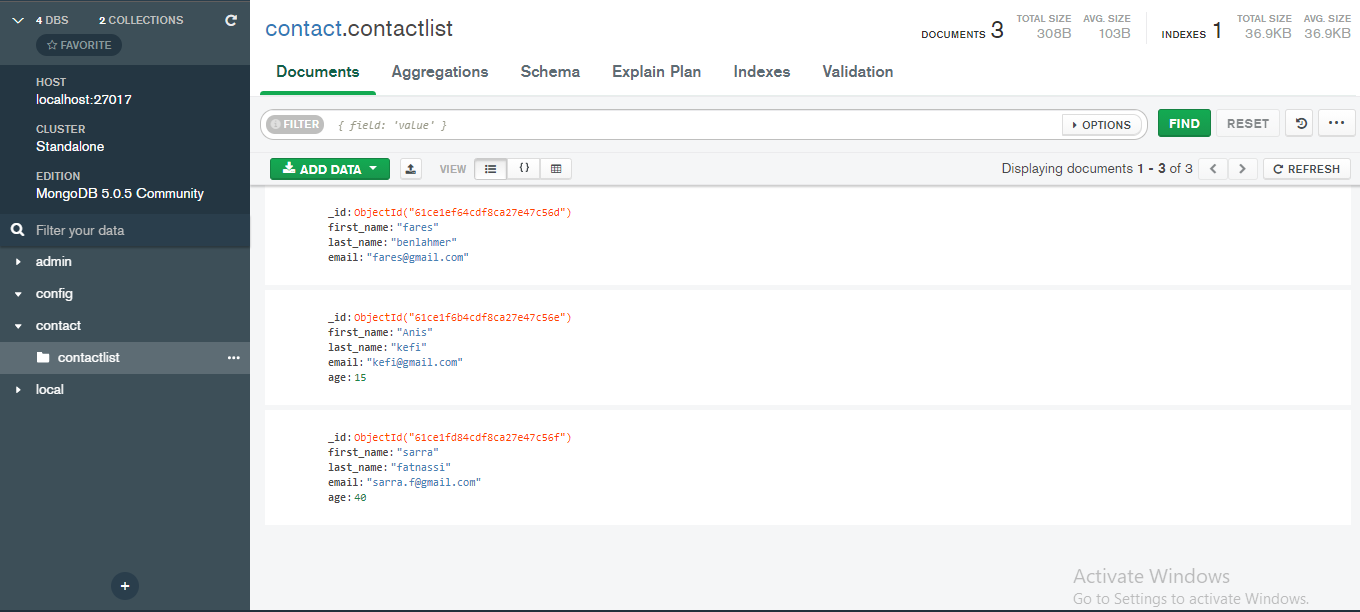 4 DBS 2 COLLECTIONS
FAVORITE
HOST
localhost:27017
CLUSTER
Standalone
EDITION
MongoDB 5.0.5 Community
Filter your data
admin
config
contact
contactlist
local
contact.contactlist
DOCUMENTS 3 TOTAL SIZE 308B AVG. SIZE 103B INDEXES 1 TOTAL SIZE 36.9KB AVG. SIZE 36.9KB
Documents Aggregations Schema Explain Plan Indexes Validation
FILTER { field: 'value' } OPTIONS FIND RESET
ADD DATA VIEW { } Displaying documents 1 - 3 of 3 REFRESH
_id: ObjectId("61ce1ef64cdf8ca27e47c56d")
first_name: "fares"
last_name: "benlahmer"
email: "fares@gmail.com"
_id: ObjectId("61ce1f6b4cdf8ca27e47c56e")
first_name: "Anis"
last_name: "kefi"
email: "kefi@gmail.com"
age: 15
_id: ObjectId("61ce1fd84cdf8ca27e47c56f")
first_name: "sarra"
last_name: "fatnassi"
email: "sarra.f@gmail.com"
age: 40
Activate Windows
Go to Settings to activate Windows.